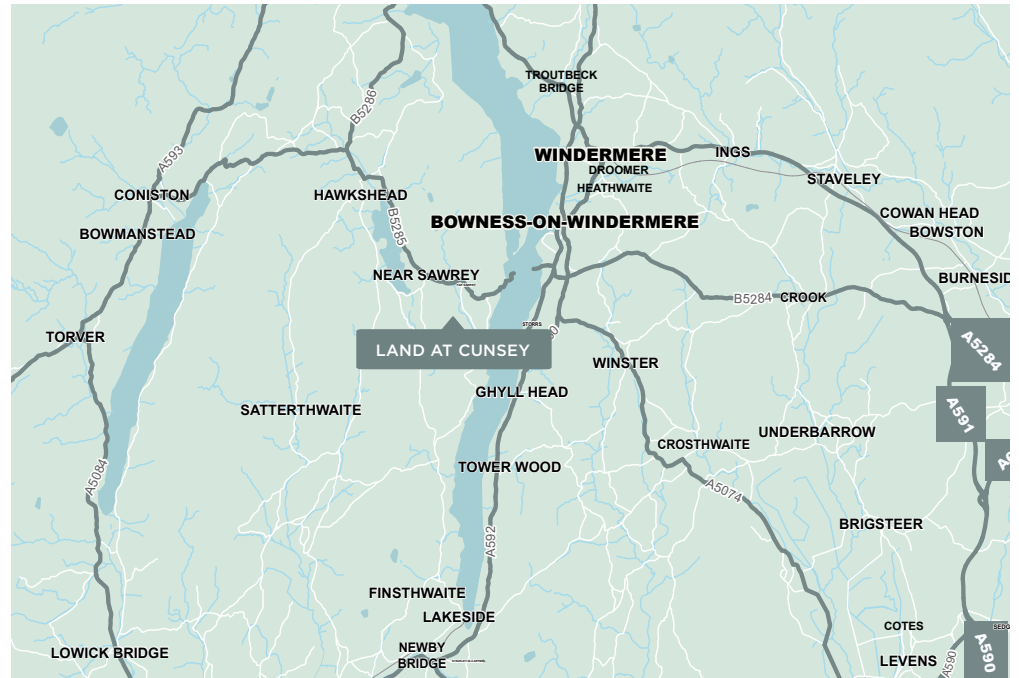 TROUTBECK
BRIDGE
B5286
A593
WINDERMERE
INGS
DROOMER
HEATHWAITE
STAVELEY
CONISTON
HAWKSHEAD
COWAN HEAD
BOWNESS-ON-WINDERMERE
B5285
BOWMANSTEAD
BOWSTON
NEAR SAWREY
BURNESID
B5284
CROOK
STORRS
TORVER
LAND AT CUNSEY
A5284
WINSTER
GHYLL HEAD
A591
SATTERTHWAITE
UNDERBARROW
CROSTHWAITE
TOWER WOOD
A5084
A5074
BRIGSTEER
A592
FINSTHWAITE
LAKESIDE
COTES
SEDG
NEWBY
BRIDGE
LOWICK BRIDGE
LEVENS
A590
A590